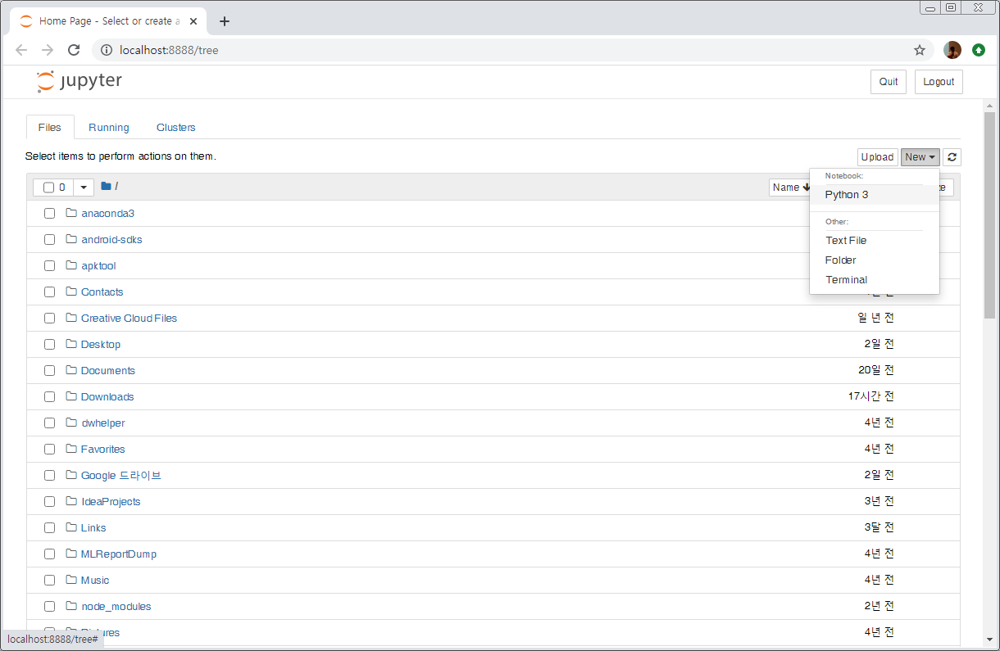 Home Page - Select or create a
localhost:8888/tree
jupyter
Quit
Logout
Files
Running
Clusters
Select items to perform actions on them.
Upload
New
0
/
Name
Notebook:
Python 3
Other:
Text File
Folder
Terminal
anaconda3
android-sdks
apktool
Contacts
Creative Cloud Files
일 년 전
Desktop
2일 전
Documents
20일 전
Downloads
17시간 전
dwhelper
4년 전
Favorites
4년 전
Google 드라이브
2일 전
IdeaProjects
3년 전
Links
3달 전
MLReportDump
4년 전
Music
4년 전
node_modules
2년 전
Pictures
4년 전
localhost:8888/tree#